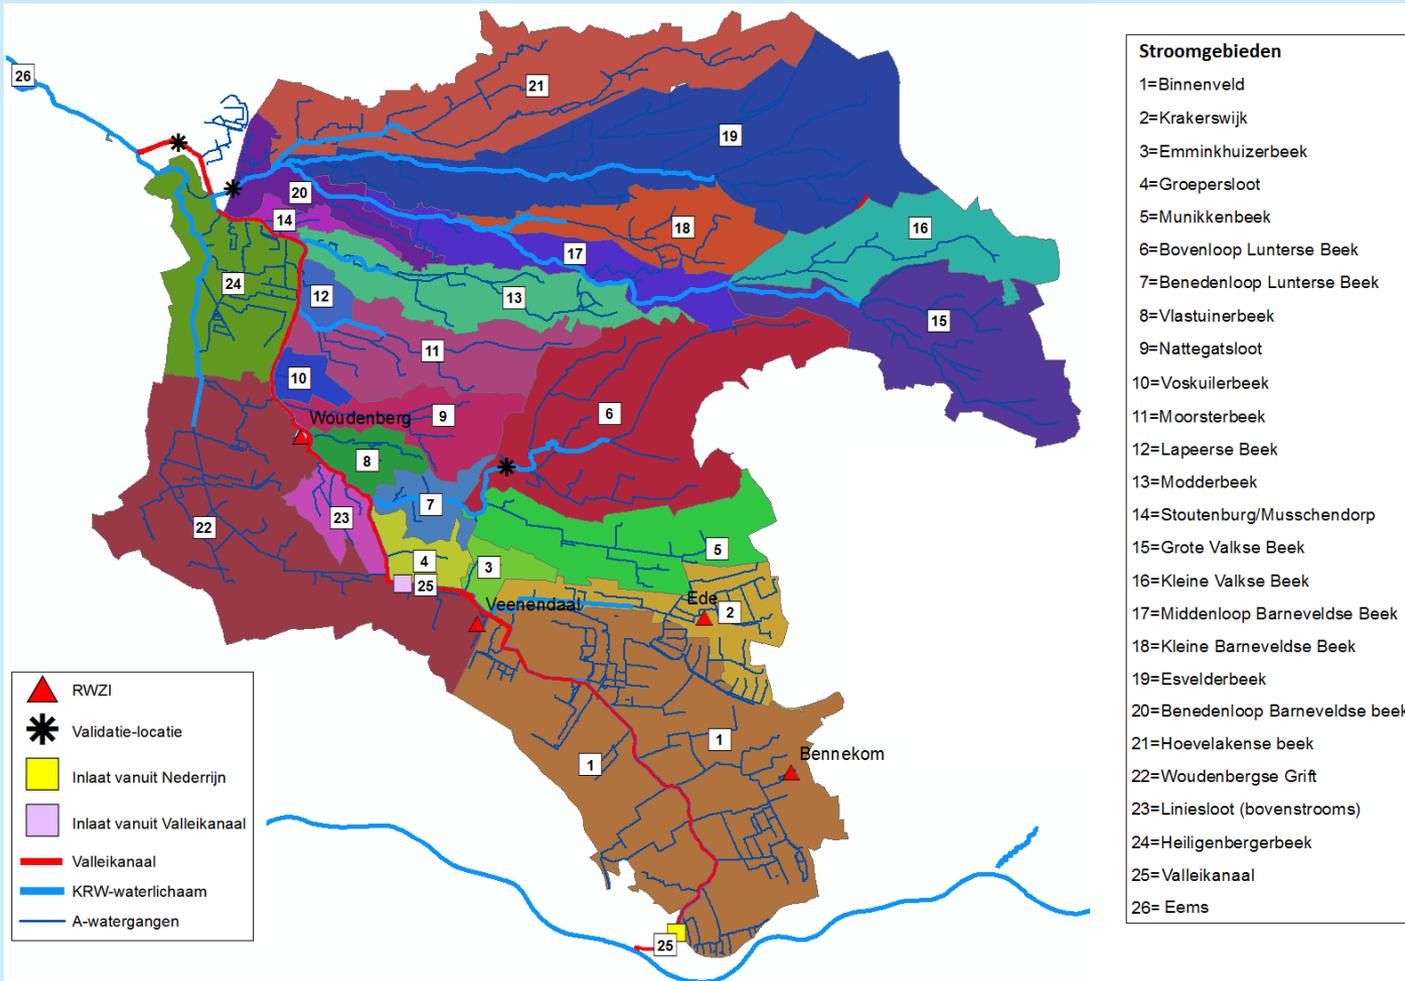 26
21
19
20
14
18
16
17
24
12
13
15
11
10
Woudenberg
9
6
8
7
23
22
5
4
3
25
Veenendaal
Ede
2
1
Bennekom
1
25
RWZI
Validatie-locatie
Inlaat vanuit Nederrijn
Inlaat vanuit Valleikanaal
Valleikanaal
KRW-waterlichaam
A-watergangen
Stroomgebieden
1=Binnenveld
2=Krakerswijk
3=Emminkhuizerbeek
4=Groepersloot
5=Munikkenbeek
6=Bovenloop Lunterse Beek
7=Benedenloop Lunterse Beek
8=Vlastuinerbeek
9=Nattegatsloot
10=Voskuilerbeek
11=Moorsterbeek
12=Lapeerse Beek
13=Modderbeek
14=Stoutenburg/Musschendorp
15=Grote Valkse Beek
16=Kleine Valkse Beek
17=Middenloop Barneveldse Beek
18=Kleine Barneveldse Beek
19=Esvelderbeek
20=Benedenloop Barneveldse beek
21=Hoevelakense beek
22=Woudenbergse Grift
23=Liniesloot (bovenstrooms)
24=Heiligenbergerbeek
25=Valleikanaal
26= Eems